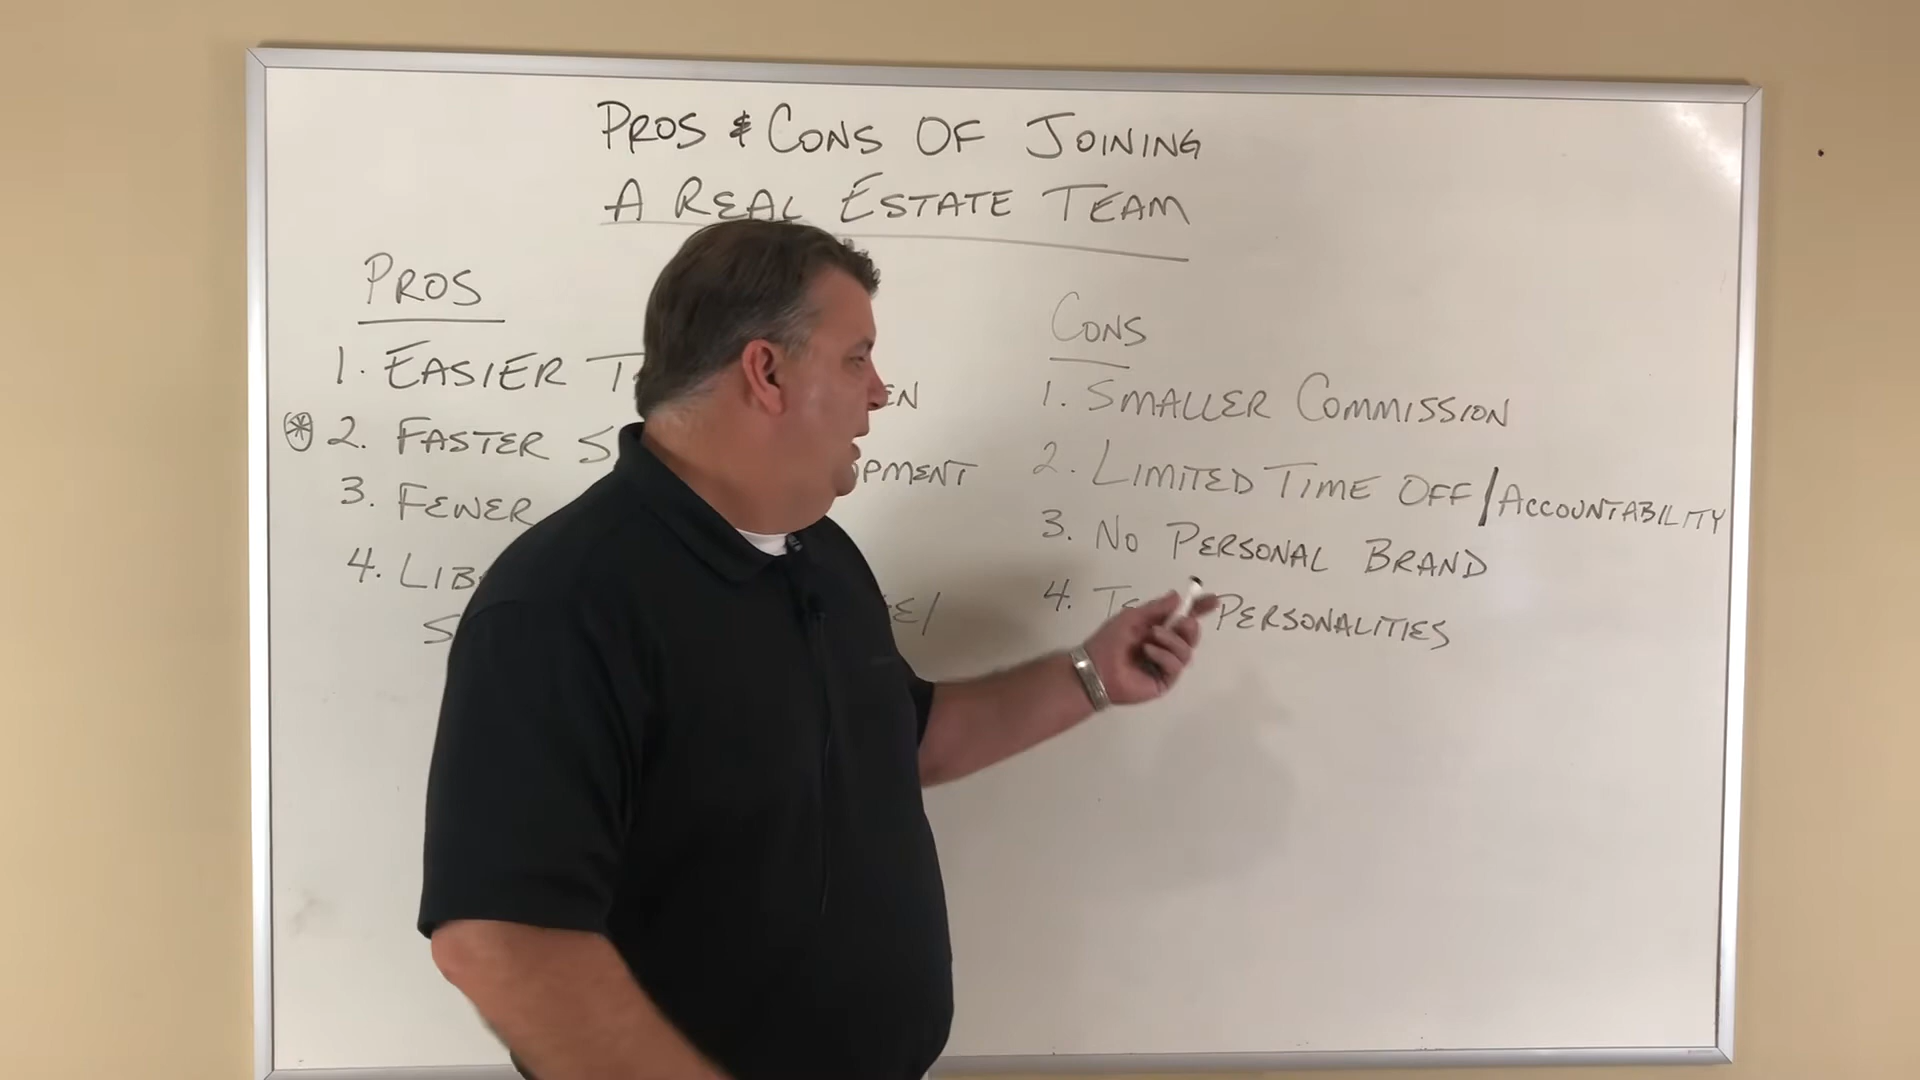 PROS & CONS OF JOINING
A REAL ESTATE TEAM
PROS
1. EASIER
2. FASTER
3. FEWER
4.
CONS
1. SMALLER COMMISSION
2. LIMITED TIME OFF/ACCOUNTABILITY
3. NO PERSONAL BRAND
4. PERSONALITIES